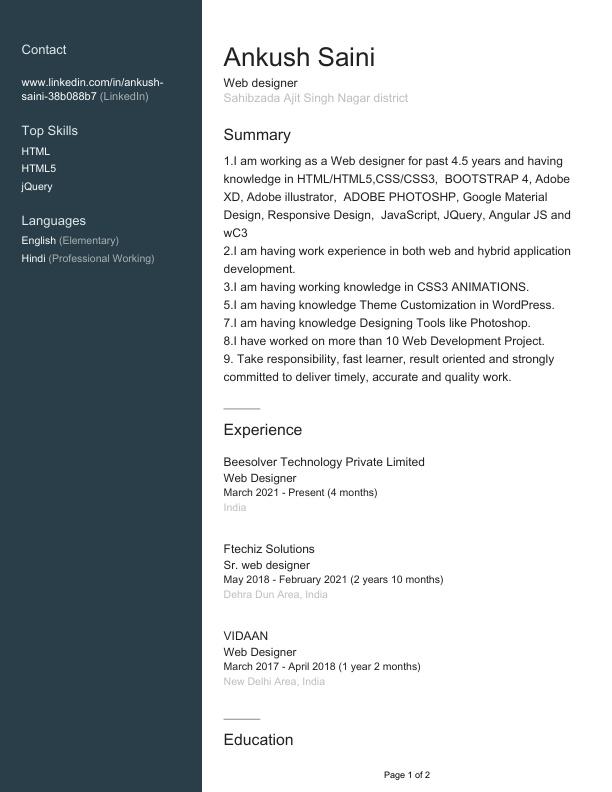 Contact
www.linkedin.com/in/ankush-
saini-38b088b7 (LinkedIn)
Top Skills
HTML
HTML5
jQuery
Languages
English (Elementary)
Hindi (Professional Working)
Ankush Saini
Web designer
Sahibzada Ajit Singh Nagar district
Summary
1.I am working as a Web designer for past 4.5 years and having
knowledge in HTML/HTML5,CSS/CSS3,  BOOTSTRAP 4, Adobe
XD, Adobe illustrator,  ADOBE PHOTOSHP, Google Material
Design, Responsive Design,  JavaScript, JQuery, Angular JS and
wC3
2.I am having work experience in both web and hybrid application
development.
3.I am having working knowledge in CSS3 ANIMATIONS.
5.I am having knowledge Theme Customization in WordPress.
7.I am having knowledge Designing Tools like Photoshop.
8.I have worked on more than 10 Web Development Project.
9. Take responsibility, fast learner, result oriented and strongly
committed to deliver timely, accurate and quality work.
Experience
Beesolver Technology Private Limited
Web Designer
March 2021 - Present (4 months)
India
Ftechiz Solutions
Sr. web designer
May 2018 - February 2021 (2 years 10 months)
Dehra Dun Area, India
VIDAAN
Web Designer
March 2017 - April 2018 (1 year 2 months)
New Delhi Area, India
Education
Page 1 of 2